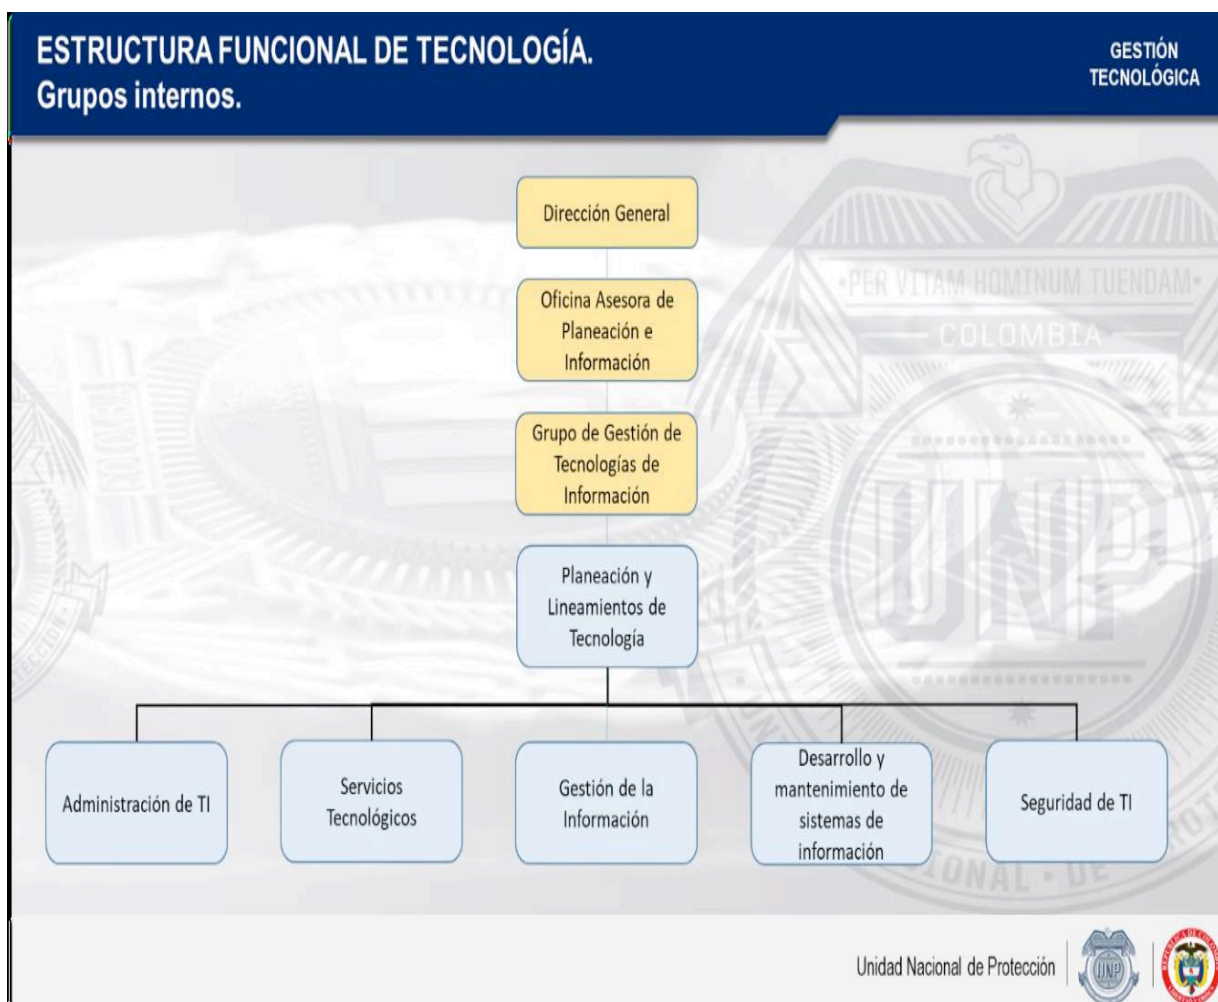 ESTRUCTURA FUNCIONAL DE TECNOLOGÍA.
Grupos internos.
GESTIÓN
TECNOLÓGICA
Dirección General
·PER VITAM HOMINUM TUENDAM·
COLOMBIA
Oficina Asesora de
Planeación e
Información
Grupo de Gestión de
Tecnologías de
Información
UNP
Planeación y
Lineamientos de
Tecnología
Administración de TI
Servicios
Tecnológicos
Gestión de la
Información
Desarrollo y
mantenimiento de
sistemas de
información
Seguridad de TI
Unidad Nacional de Protección
UNP